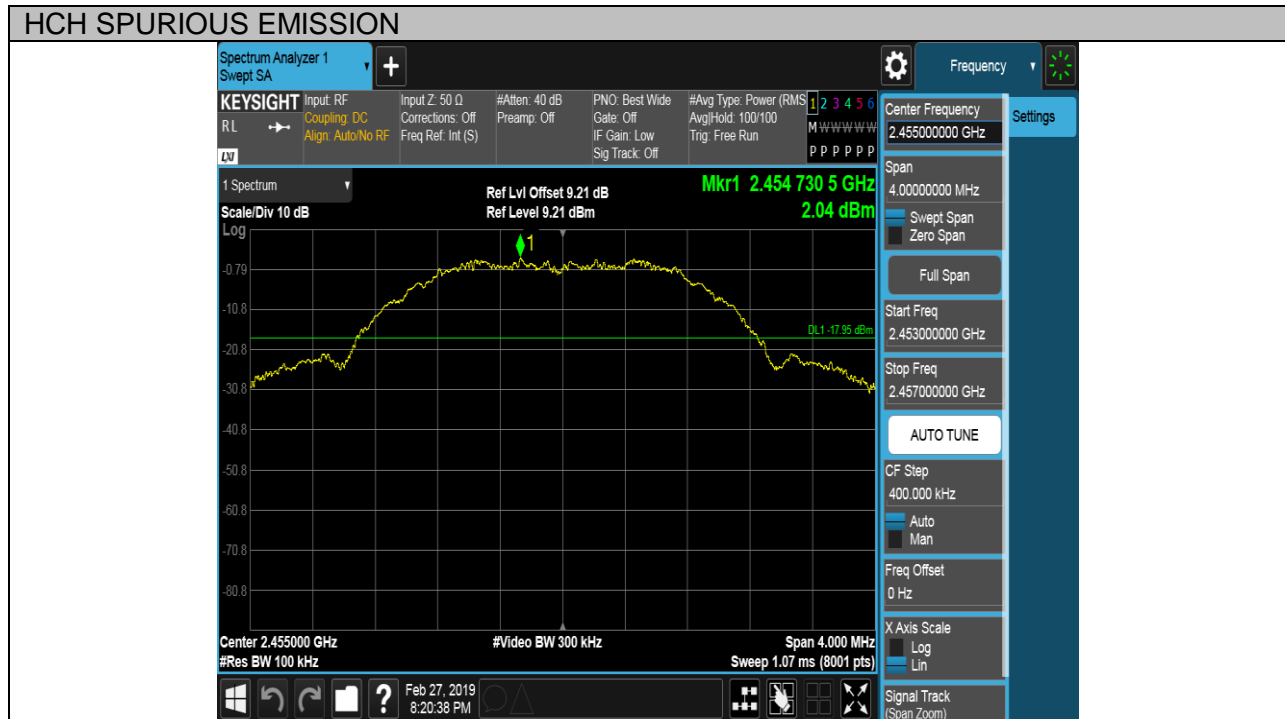 HCH SPURIOUS EMISSION
Spectrum Analyzer 1
Swept SA
+
Frequency
KEYSIGHT
RL
LXI
Input: RF
Coupling: DC
Align: Auto/No RF
Input Z: 50 Ω
Corrections: Off
Freq Ref: Int (S)
#Atten: 40 dB
Preamp: Off
PNO: Best Wide
Gate: Off
IF Gain: Low
Sig Track: Off
#Avg Type: Power (RMS
Avg|Hold: 100/100
Trig: Free Run
1 2 3 4 5 6
M W W W W W
P P P P P P
1 Spectrum
Scale/Div 10 dB
Ref Lvl Offset 9.21 dB
Ref Level 9.21 dBm
Mkr1 2.454 730 5 GHz
2.04 dBm
Log
1
-0.79
-10.8
DL1 -17.95 dBm
-20.8
-30.8
-40.8
-50.8
-60.8
-70.8
-80.8
Center 2.455000 GHz
#Video BW 300 kHz
Span 4.000 MHz
#Res BW 100 kHz
Sweep 1.07 ms (8001 pts)
?
Feb 27, 2019
8:20:38 PM
Center Frequency
2.455000000 GHz
Settings
Span
4.00000000 MHz
Swept Span
Zero Span
Full Span
Start Freq
2.453000000 GHz
Stop Freq
2.457000000 GHz
AUTO TUNE
CF Step
400.000 kHz
Auto
Man
Freq Offset
0 Hz
X Axis Scale
Log
Lin
Signal Track
(Span Zoom)